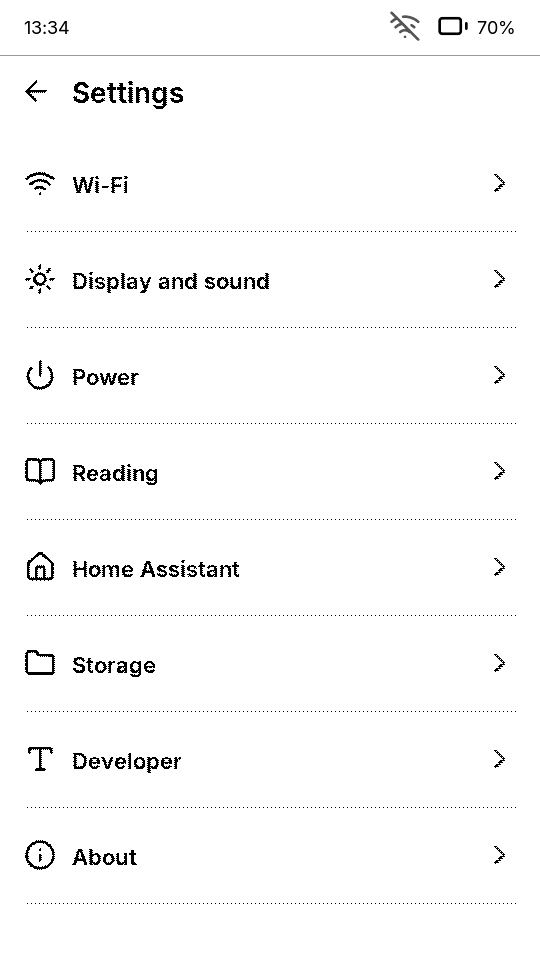 13:34 70%
Settings
Wi-Fi
Display and sound
Power
Reading
Home Assistant
Storage
Developer
About